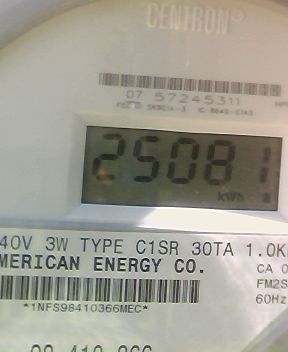 CENTRON®
07 57245311
25081
kWh
40V 3W TYPE C1SR 30TA 1.0K
MERICAN ENERGY CO.
CA 0
FM2S
60Hz
*1NFS98410366MEC*